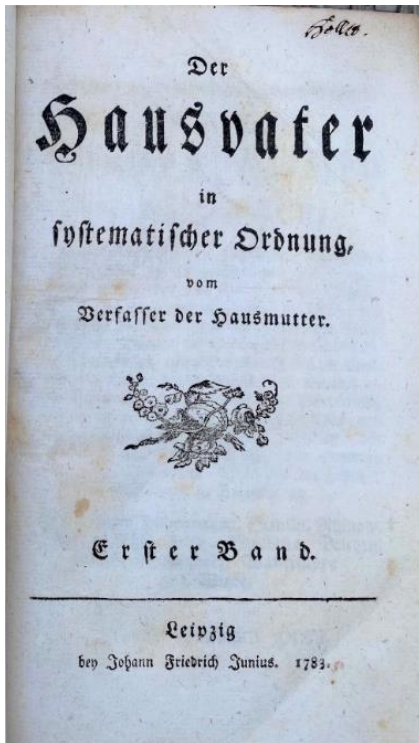 Der
Hausvater
in
systematischer Ordnung,
vom
Verfasser der Hausmutter.
Erster Band.
Leipzig
bey Johann Friedrich Junius. 1783.